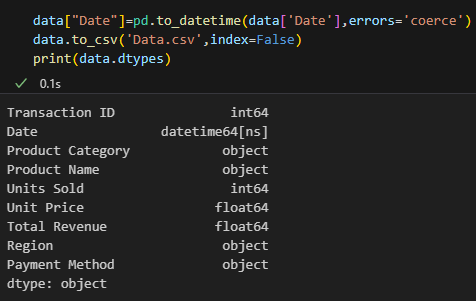 data["Date"]=pd.to_datetime(data['Date'],errors='coerce')
data.to_csv('Data.csv',index=False)
print(data.dtypes)
✓ 0.1s
Transaction ID int64
Date datetime64[ns]
Product Category object
Product Name object
Units Sold int64
Unit Price float64
Total Revenue float64
Region object
Payment Method object
dtype: object